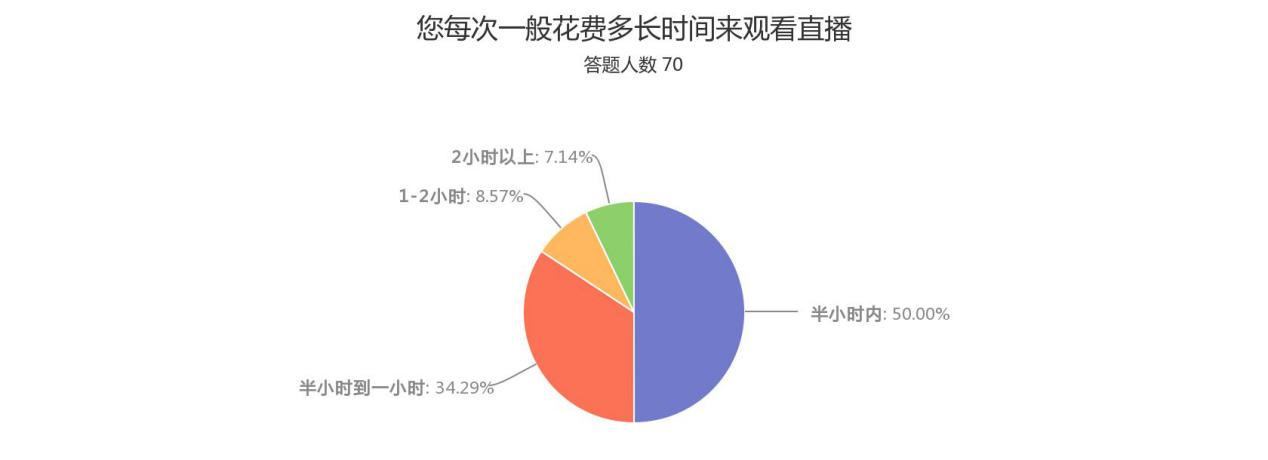 您每次一般花费多长时间来观看直播
答题人数 70
2小时以上: 7.14%
1-2小时: 8.57%
半小时内: 50.00%
半小时到一小时: 34.29%